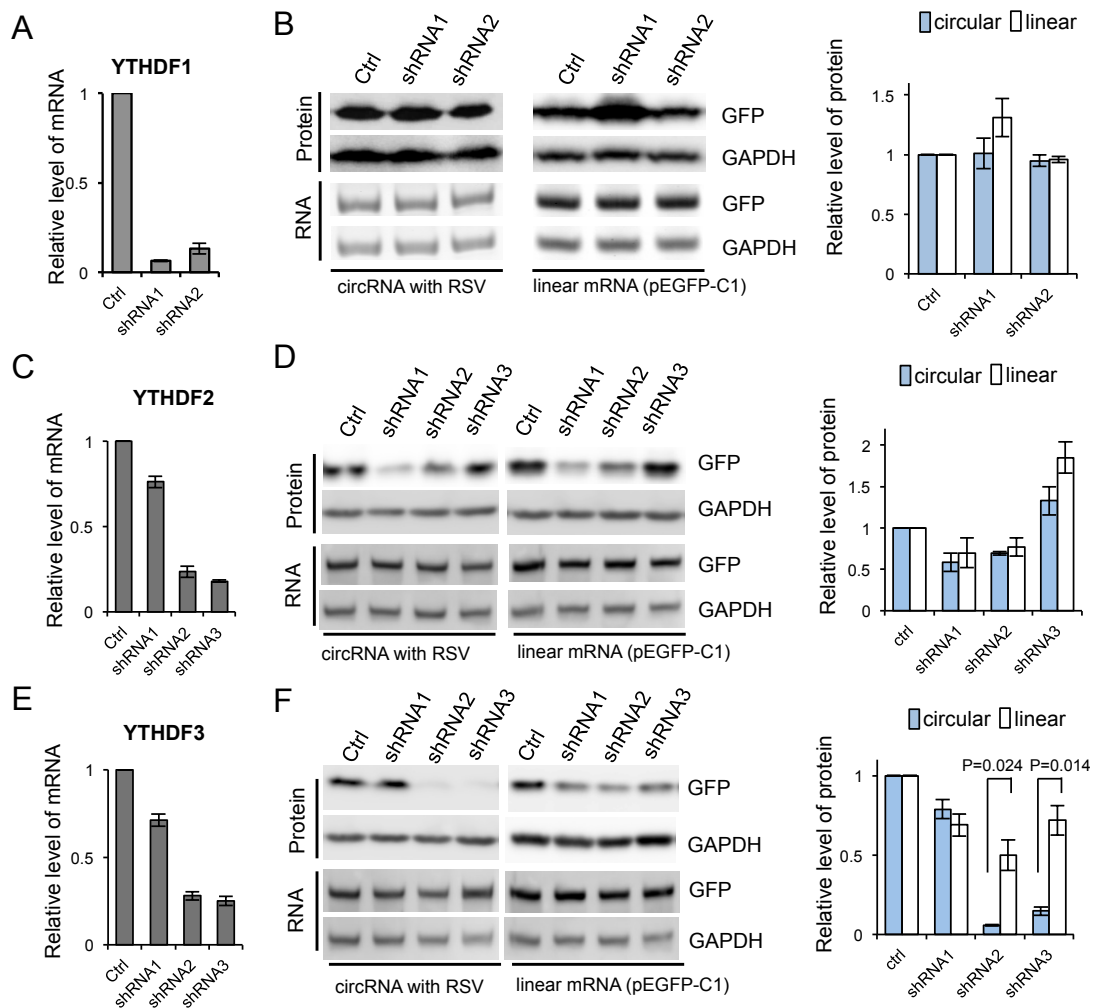 A
YTHDF1
Relative level of mRNA
1
0.5
0
Ctrl
shRNA1
shRNA2
B
Ctrl
shRNA1
shRNA2
Ctrl
shRNA1
shRNA2
Protein
GFP
GAPDH
RNA
GFP
GAPDH
circRNA with RSV
linear mRNA (pEGFP-C1)
circular linear
Relative level of protein
1.5
1
0.5
0
Ctrl
shRNA1
shRNA2
C
YTHDF2
Relative level of mRNA
1
0.5
0
Ctrl
shRNA1
shRNA2
shRNA3
D
Ctrl
shRNA1
shRNA2
shRNA3
Ctrl
shRNA1
shRNA2
shRNA3
Protein
GFP
GAPDH
RNA
GFP
GAPDH
circRNA with RSV
linear mRNA (pEGFP-C1)
circular linear
Relative level of protein
2
1.5
1
0.5
0
ctrl
shRNA1
shRNA2
shRNA3
E
YTHDF3
Relative level of mRNA
1
0.5
0
Ctrl
shRNA1
shRNA2
shRNA3
F
Ctrl
shRNA1
shRNA2
shRNA3
Ctrl
shRNA1
shRNA2
shRNA3
Protein
GFP
GAPDH
RNA
GFP
GAPDH
circRNA with RSV
linear mRNA (pEGFP-C1)
circular linear
P=0.024 P=0.014
Relative level of protein
1
0.5
0
ctrl
shRNA1
shRNA2
shRNA3